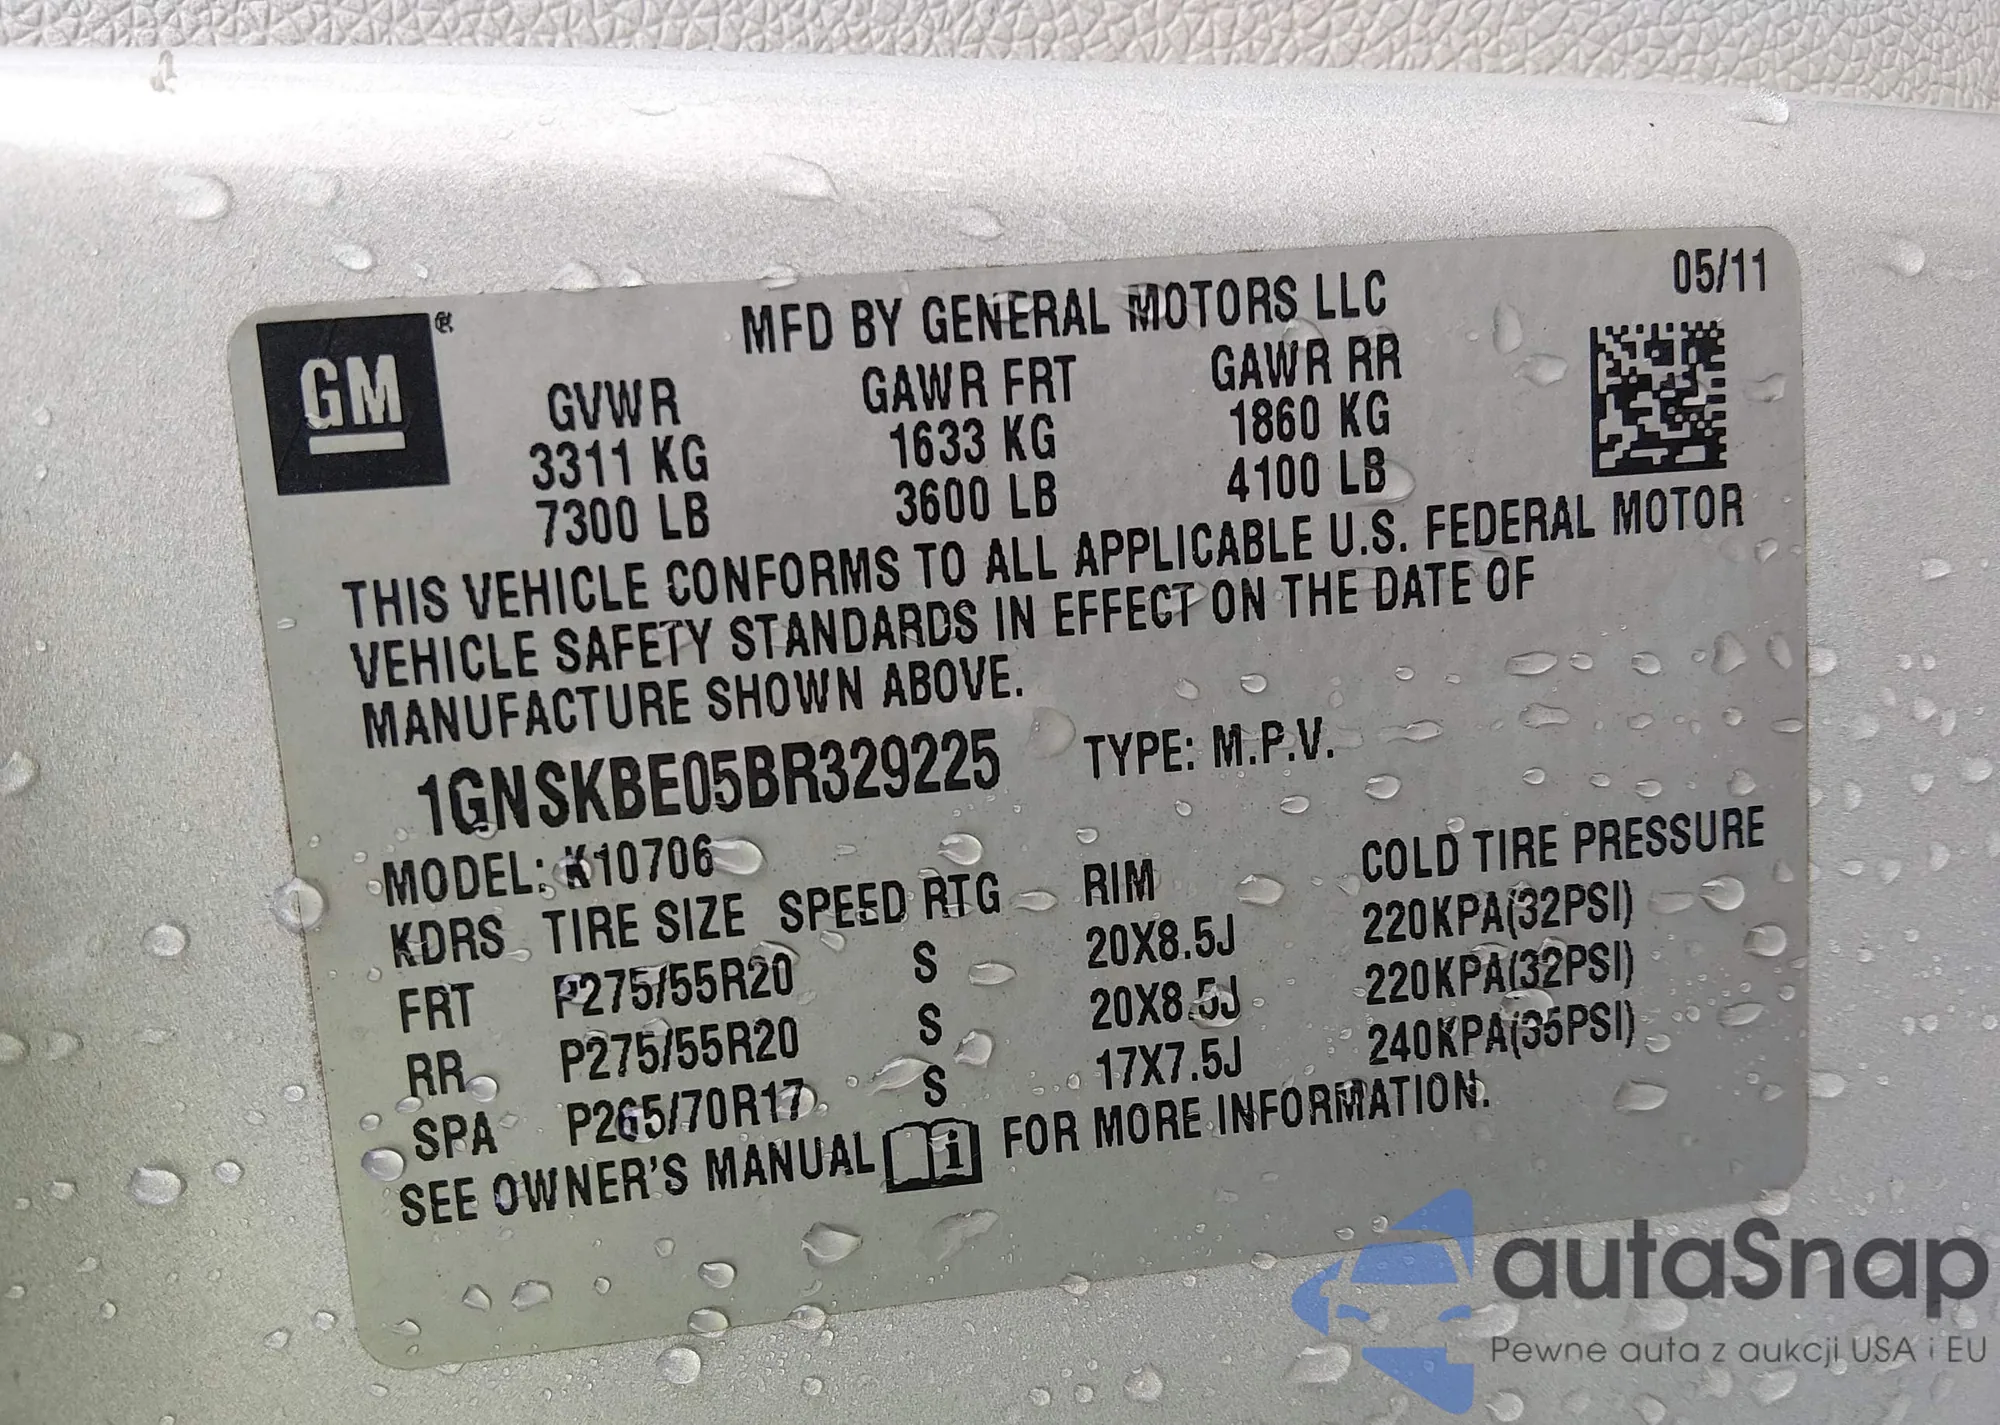 GM®
MFD BY GENERAL MOTORS LLC 05/11
GVWR GAWR FRT GAWR RR
3311 KG 1633 KG 1860 KG
7300 LB 3600 LB 4100 LB
THIS VEHICLE CONFORMS TO ALL APPLICABLE U.S. FEDERAL MOTOR
VEHICLE SAFETY STANDARDS IN EFFECT ON THE DATE OF
MANUFACTURE SHOWN ABOVE.
1GNSKBE05BR329225 TYPE: M.P.V.
MODEL: K10706
KDRS TIRE SIZE SPEED RTG RIM COLD TIRE PRESSURE
FRT P275/55R20 S 20X8.5J 220KPA(32PSI)
RR P275/55R20 S 20X8.5J 220KPA(32PSI)
SPA P265/70R17 S 17X7.5J 240KPA(35PSI)
SEE OWNER'S MANUAL i FOR MORE INFORMATION.
autaSnap
Pewne auta z aukcji USA i EU